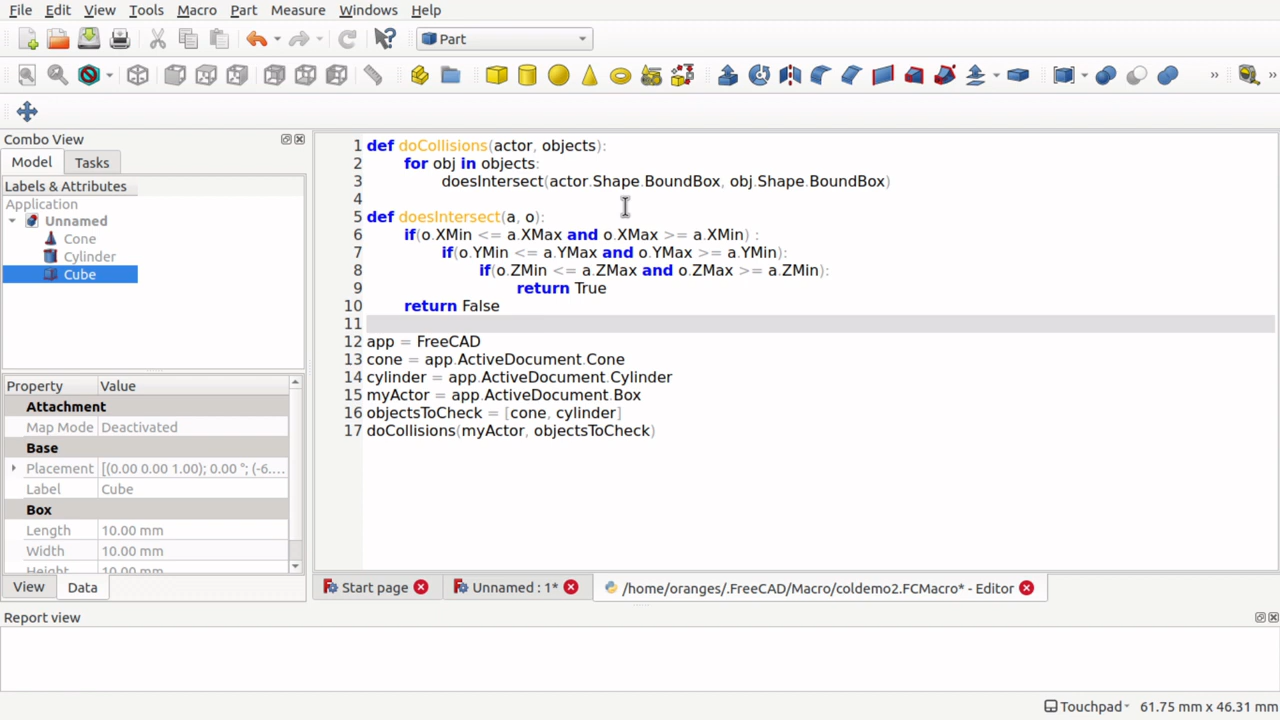 File Edit View Tools Macro Part Measure Windows Help
Part
Combo View
Model Tasks
Labels & Attributes
Application
Unnamed
Cone
Cylinder
Cube
Property Value
Attachment
Map Mode Deactivated
Base
Placement [(0.00 0.00 1.00); 0.00 °; (-6....
Label Cube
Box
Length 10.00 mm
Width 10.00 mm
Height 10.00 mm
View Data
1 def doCollisions(actor, objects):
2 for obj in objects:
3 doesIntersect(actor.Shape.BoundBox, obj.Shape.BoundBox)
4
5 def doesIntersect(a, o):
6 if(o.XMin <= a.XMax and o.XMax >= a.XMin) :
7 if(o.YMin <= a.YMax and o.YMax >= a.YMin):
8 if(o.ZMin <= a.ZMax and o.ZMax >= a.ZMin):
9 return True
10 return False
11
12 app = FreeCAD
13 cone = app.ActiveDocument.Cone
14 cylinder = app.ActiveDocument.Cylinder
15 myActor = app.ActiveDocument.Box
16 objectsToCheck = [cone, cylinder]
17 doCollisions(myActor, objectsToCheck)
Start page Unnamed : 1* /home/oranges/.FreeCAD/Macro/coldemo2.FCMacro* - Editor
Report view
Touchpad 61.75 mm x 46.31 mm